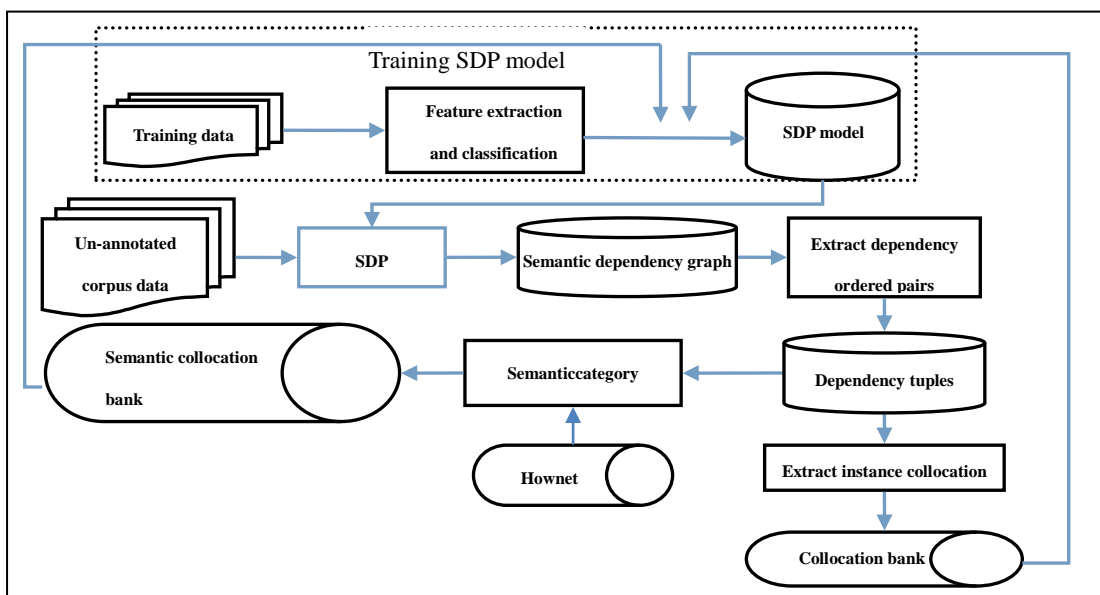 Training SDP model
Training data
Feature extraction
and classification
SDP model
Un-annotated
corpus data
SDP
Semantic dependency graph
Extract dependency
ordered pairs
Semantic collocation
bank
Semanticcategory
Dependency tuples
Hownet
Extract instance collocation
Collocation bank